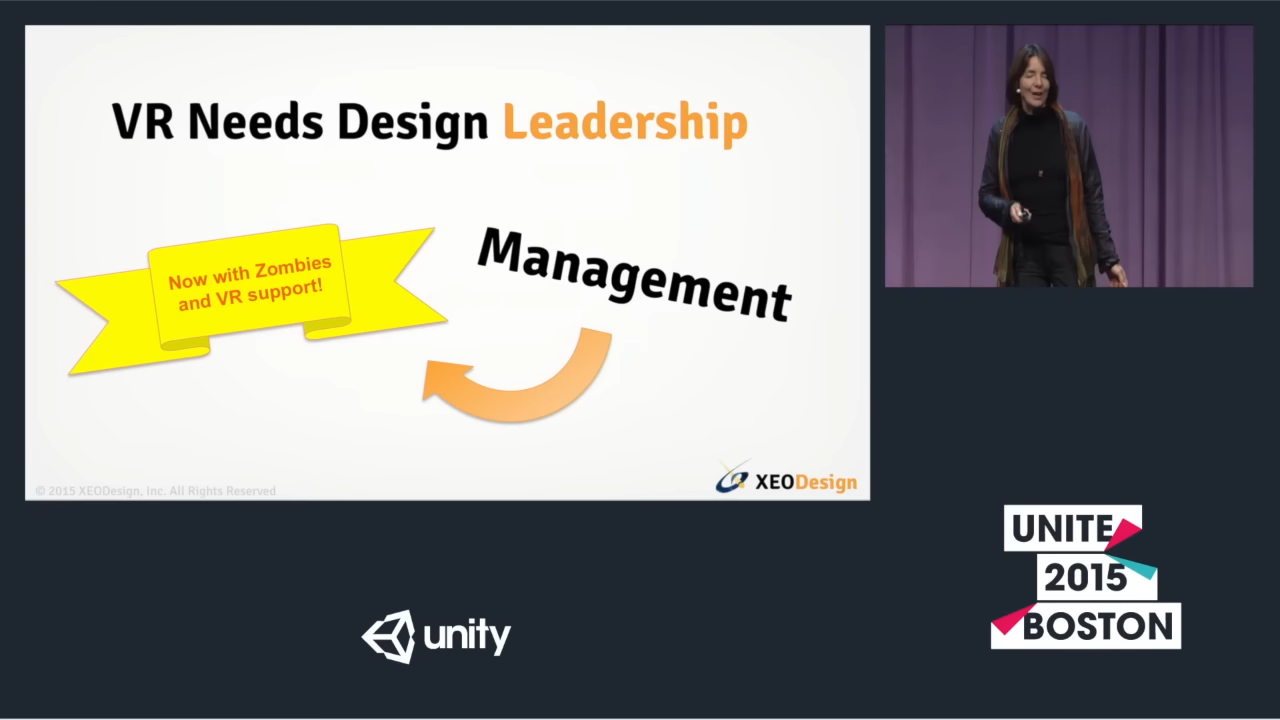 VR Needs Design Leadership
Management
Now with Zombies
and VR support!
© 2015 XEODesign, Inc. All Rights Reserved
XEODesign
UNITE
2015
BOSTON
unity